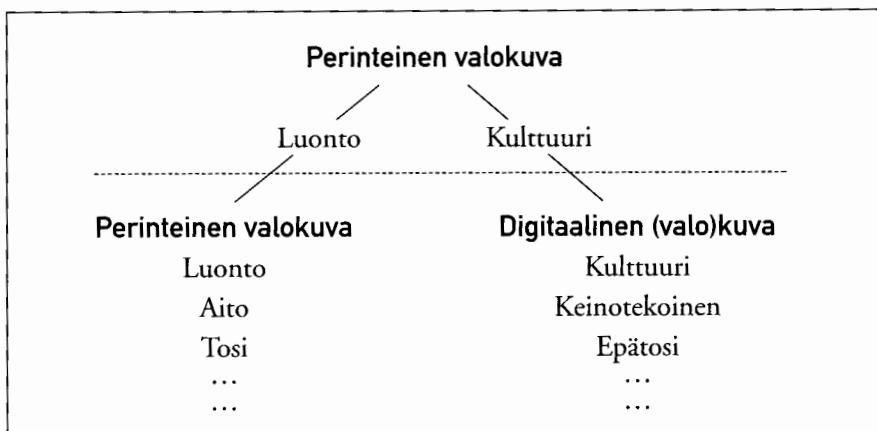 Perinteinen valokuva
Luonto Kulttuuri
Perinteinen valokuva Digitaalinen (valo)kuva
Luonto Kulttuuri
Aito Keinotekoinen
Tosi Epätosi
... ...
... ...